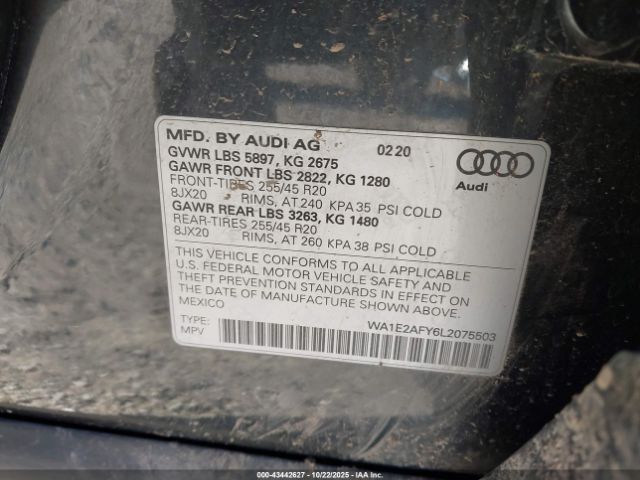 MFD. BY AUDI AG 0220
GVWR LBS 5897, KG 2675
GAWR FRONT LBS 2822, KG 1280
FRONT-TIRES 255/45 R20
8JX20 RIMS, AT 240 KPA 35 PSI COLD
GAWR REAR LBS 3263, KG 1480
REAR-TIRES 255/45 R20
8JX20 RIMS, AT 260 KPA 38 PSI COLD
Audi
THIS VEHICLE CONFORMS TO ALL APPLICABLE
U.S. FEDERAL MOTOR VEHICLE SAFETY AND
THEFT PREVENTION STANDARDS IN EFFECT ON
THE DATE OF MANUFACTURE SHOWN ABOVE.
MEXICO
TYPE:
MPV
WA1E2AFY6L2075503
000-43442627 - 10/22/2025 - IAAI.COM